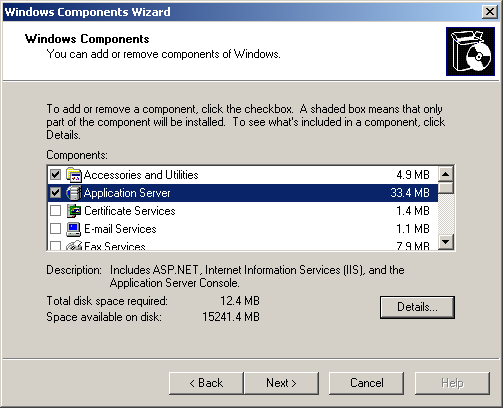 Windows Components Wizard
Windows Components
You can add or remove components of Windows.
To add or remove a component, click the checkbox. A shaded box means that only
part of the component will be installed. To see what's included in a component, click
Details.
Components:
Accessories and Utilities 4.9 MB
Application Server 33.4 MB
Certificate Services 1.4 MB
E-mail Services 1.1 MB
Fax Services 7.9 MB
Description: Includes ASP.NET, Internet Information Services (IIS), and the
Application Server Console.
Total disk space required: 12.4 MB
Space available on disk: 15241.4 MB
Details...
< Back
Next >
Cancel
Help